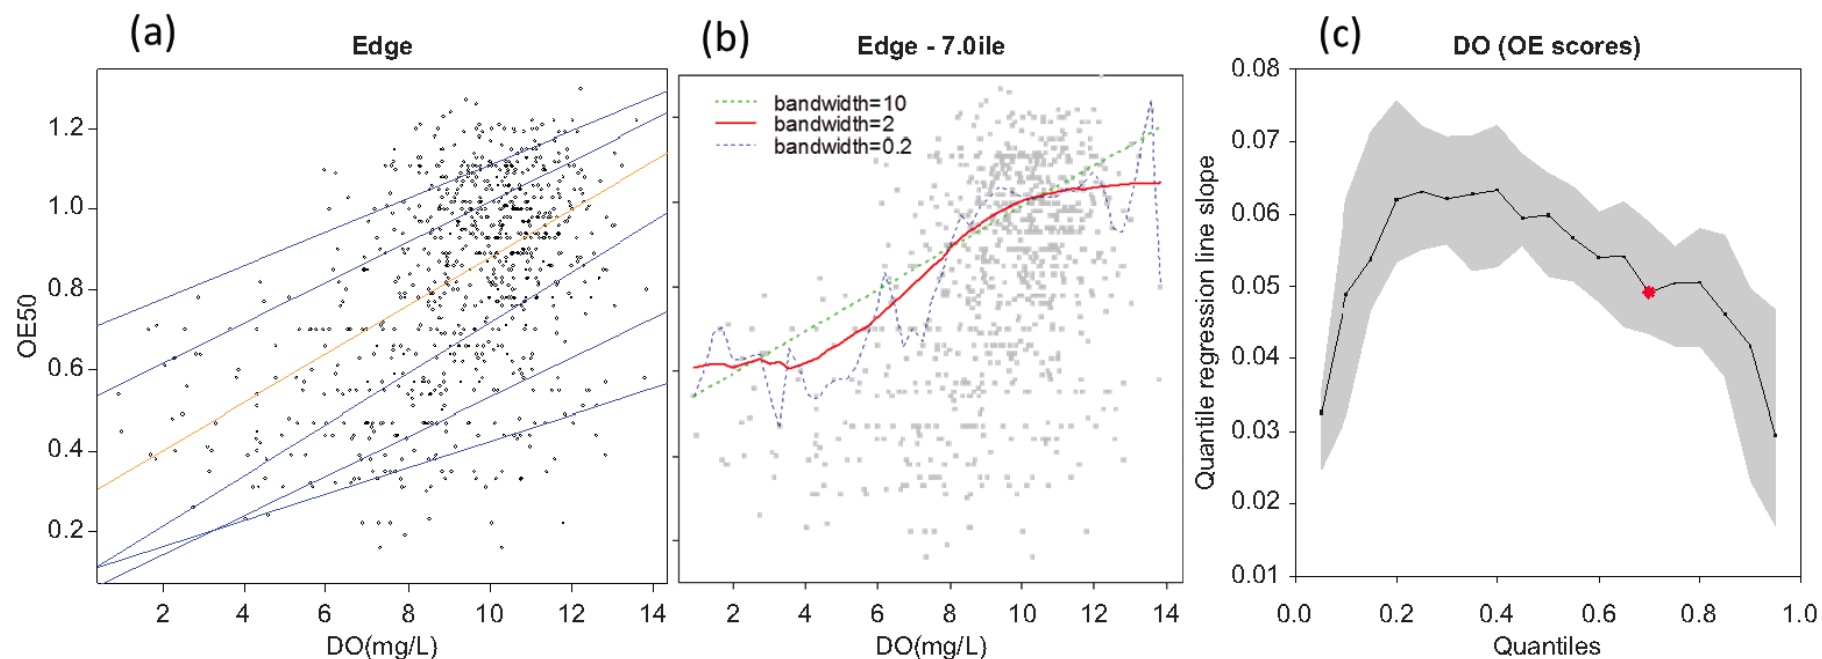 (a)
Edge
OE50
1.2
1.0
0.8
0.6
0.4
0.2
2 4 6 8 10 12 14
DO(mg/L)
(b)
Edge - 7.0ile
bandwidth=10
bandwidth=2
bandwidth=0.2
2 4 6 8 10 12 14
DO(mg/L)
(c)
DO (OE scores)
Quantile regression line slope
0.08
0.07
0.06
0.05
0.04
0.03
0.02
0.01
0.0 0.2 0.4 0.6 0.8 1.0
Quantiles